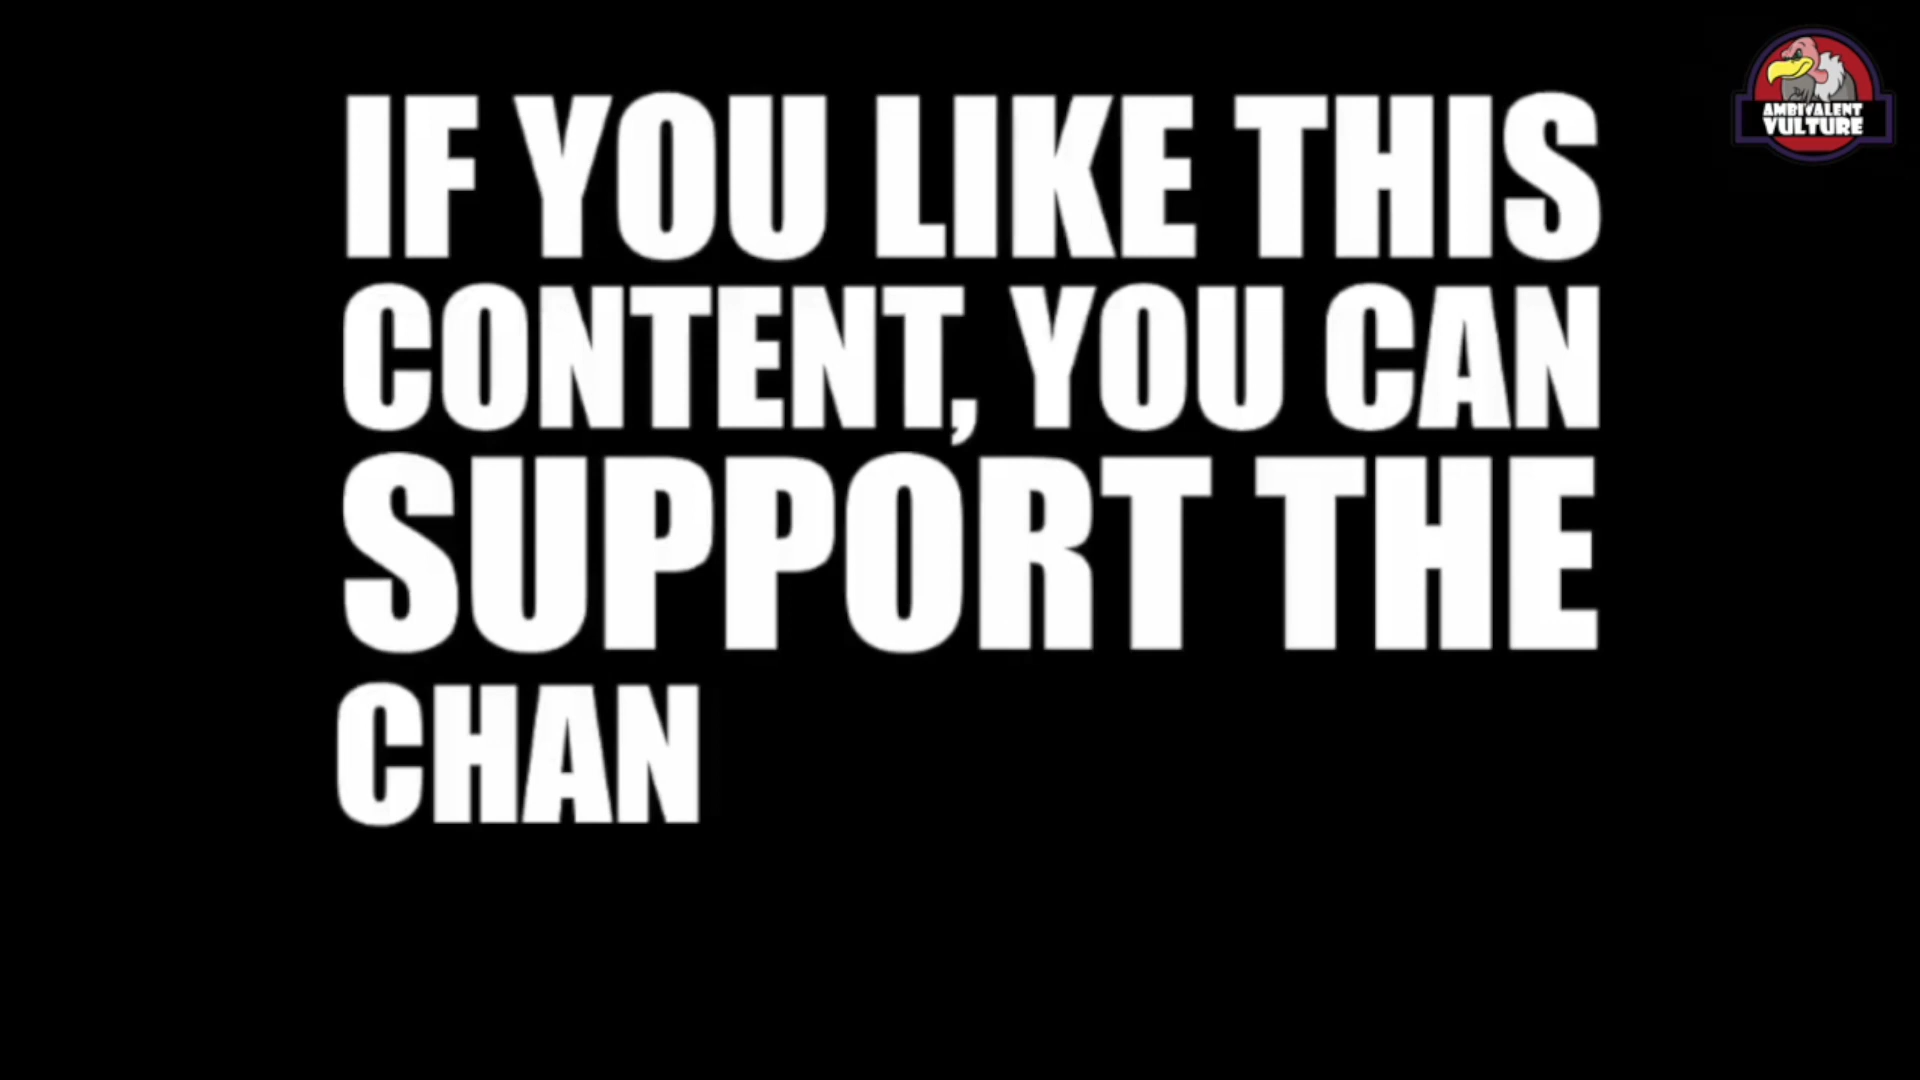 AMBIVALENT
VULTURE
IF YOU LIKE THIS
CONTENT, YOU CAN
SUPPORT THE
CHAN